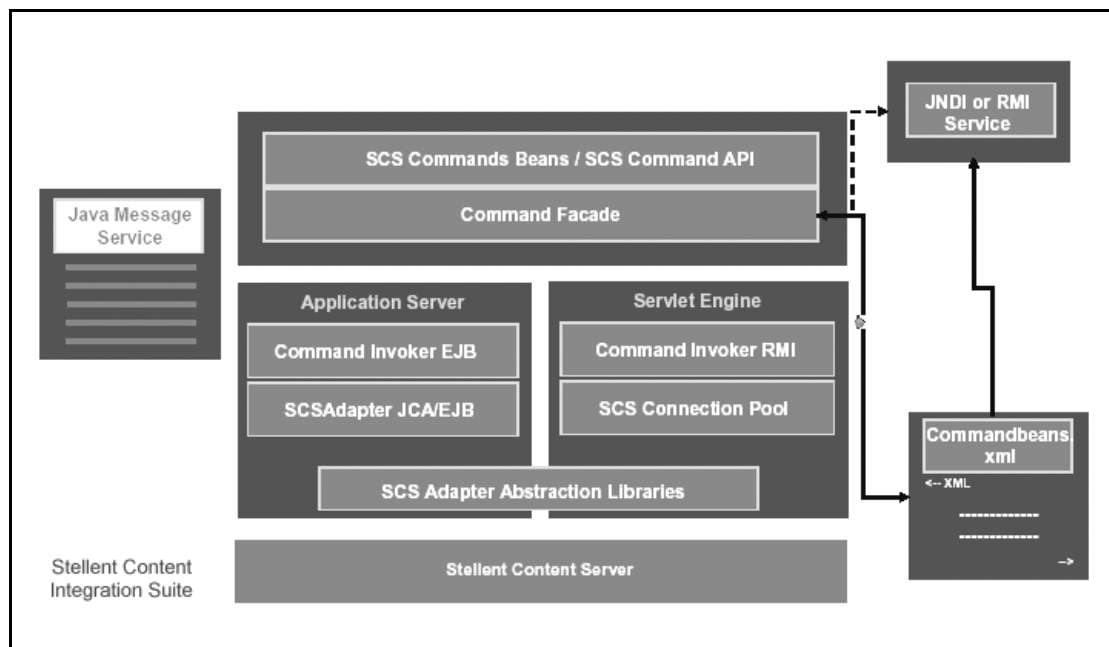 JNDI or RMI
Service
SCS Commands Beans / SCS Command API
Command Facade
Java Message
Service
Application Server
Servlet Engine
Command Invoker EJB
Command Invoker RMI
SCSAdapter JCA/EJB
SCS Connection Pool
SCS Adapter Abstraction Libraries
Commandbeans.
xml
<-- XML
-------------
-------------
-->
Stellent Content
Integration Suite
Stellent Content Server